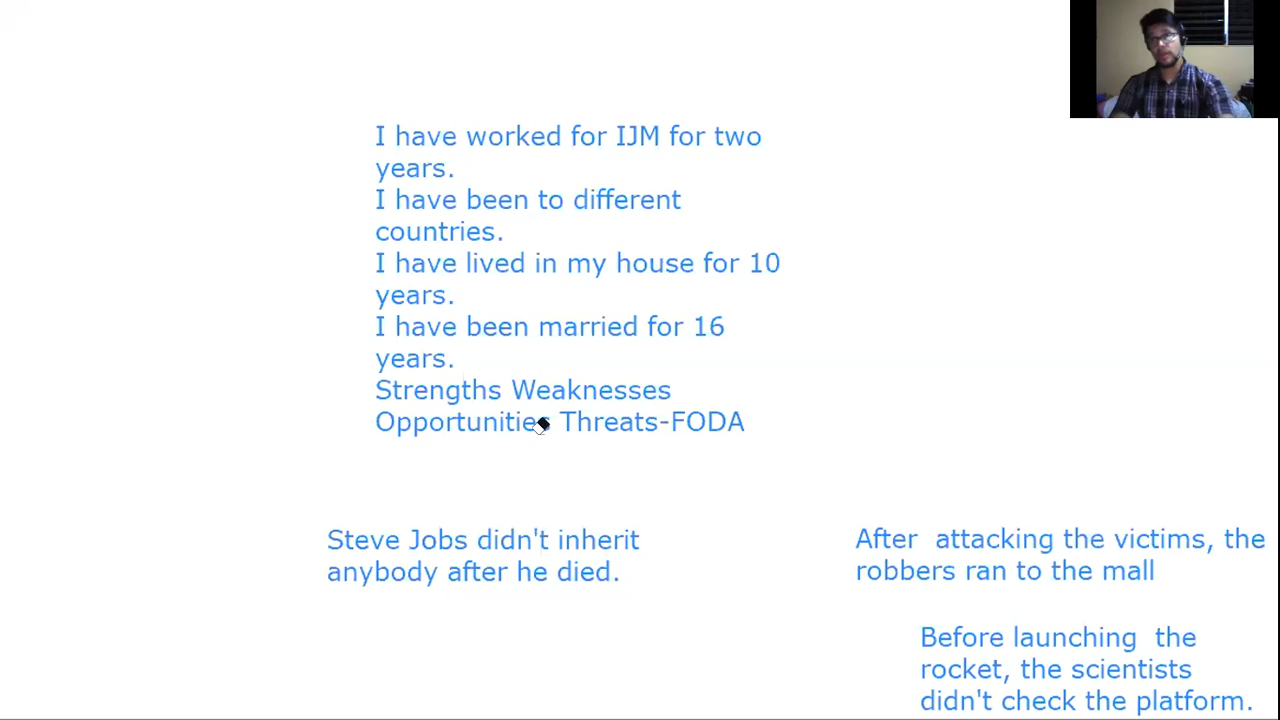 I have worked for IJM for two
years.
I have been to different
countries.
I have lived in my house for 10
years.
I have been married for 16
years.
Strengths Weaknesses
Opportunities Threats-FODA
Steve Jobs didn't inherit
anybody after he died.
After  attacking the victims, the
robbers ran to the mall
Before launching  the
rocket, the scientists
didn't check the platform.